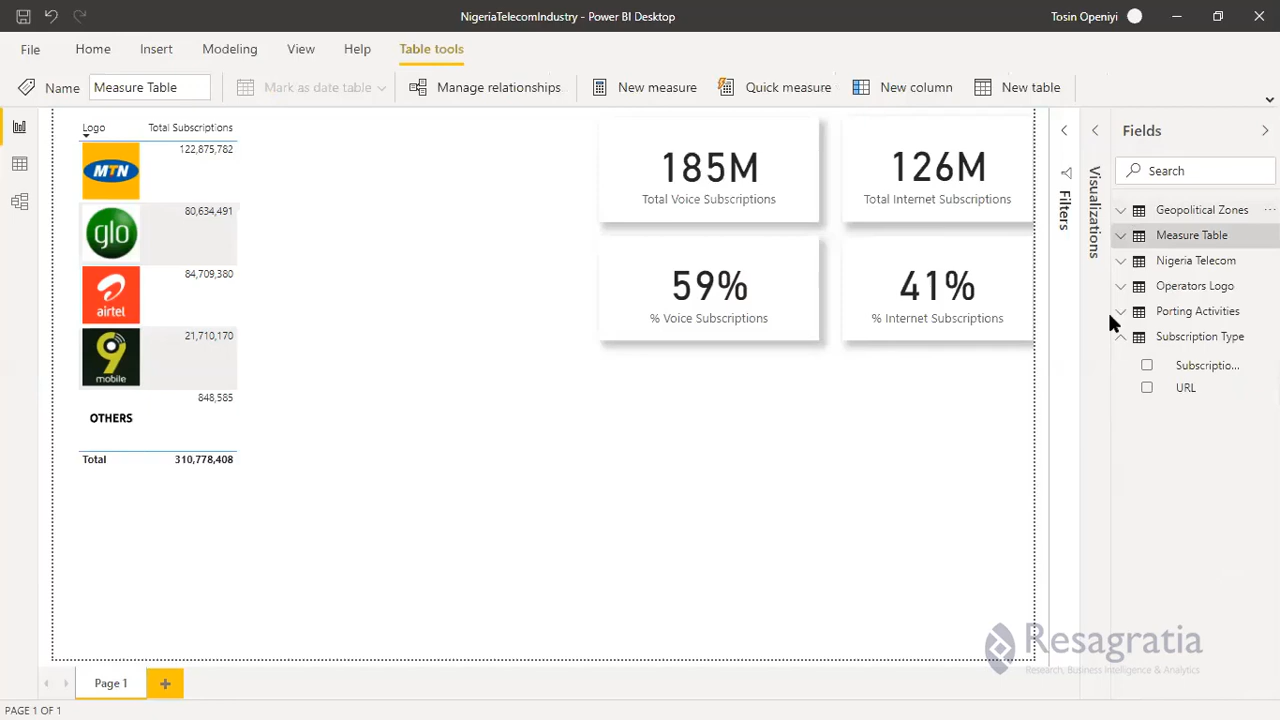 NigeriaTelecomIndustry - Power BI Desktop
Tosin Openiyi
File Home Insert Modeling View Help Table tools
Name Measure Table Mark as date table Manage relationships New measure Quick measure New column New table
Logo Total Subscriptions
MTN 122,875,782
glo 80,634,491
airtel 84,709,380
9 mobile 21,710,170
OTHERS 848,585
Total 310,778,408
185M
Total Voice Subscriptions
126M
Total Internet Subscriptions
59%
% Voice Subscriptions
41%
% Internet Subscriptions
Filters
Visualizations
Fields
Search
Geopolitical Zones ...
Measure Table
Nigeria Telecom
Operators Logo
Porting Activities
Subscription Type
Subscriptio...
URL
Resagratia
Research, Business Intelligence & Analytics
Page 1
PAGE 1 OF 1